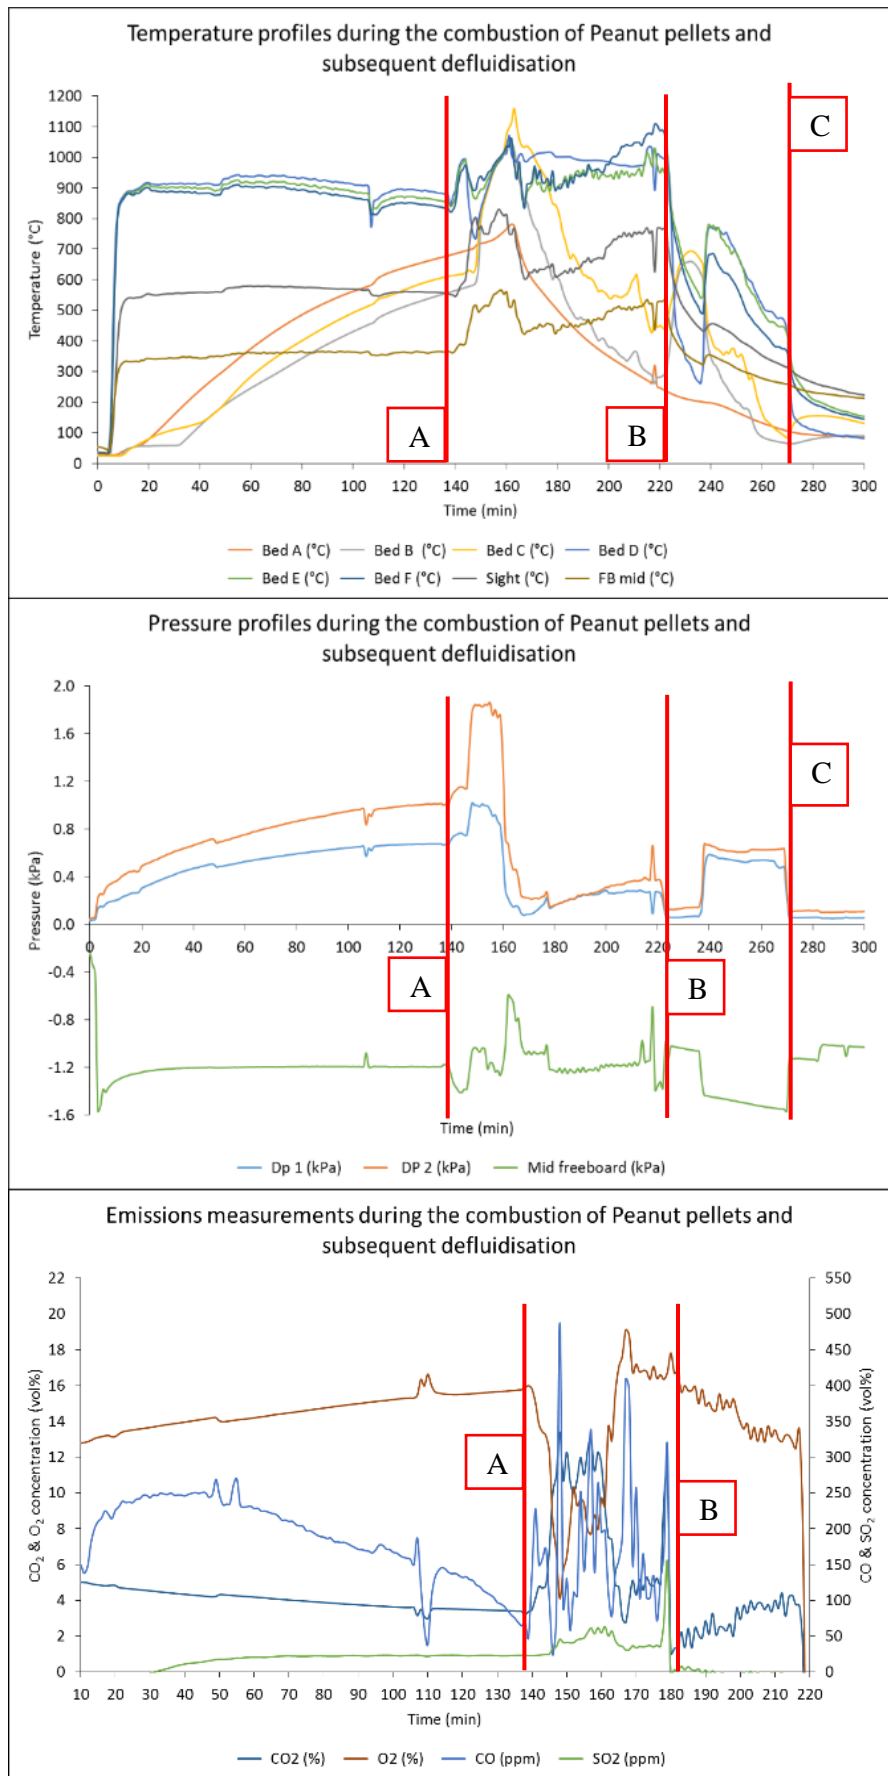 Temperature profiles during the combustion of Peanut pellets and
subsequent defluidisation
1200
1100
1000
900
800
700
600
500
400
300
200
100
0
Temperature (°C)
A
B
C
0 20 40 60 80 100 120 140 160 180 200 220 240 260 280 300
Time (min)
Bed A (°C) Bed B (°C) Bed C (°C) Bed D (°C)
Bed E (°C) Bed F (°C) Sight (°C) FB mid (°C)
Pressure profiles during the combustion of Peanut pellets and
subsequent defluidisation
2.0
1.6
1.2
0.8
0.4
0.0
-0.4
-0.8
-1.2
-1.6
Pressure (kPa)
0 20 40 60 80 100 120 140 160 180 200 220 240 260 280 300
A
B
C
Time (min)
Dp 1 (kPa) DP 2 (kPa) Mid freeboard (kPa)
Emissions measurements during the combustion of Peanut pellets and
subsequent defluidisation
22
20
18
16
14
12
10
8
6
4
2
0
CO2 & O2 concentration (vol%)
550
500
450
400
350
300
250
200
150
100
50
0
CO & SO2 concentration (vol%)
A
B
10 20 30 40 50 60 70 80 90 100 110 120 130 140 150 160 170 180 190 200 210 220
Time (min)
CO2 (%) O2 (%) CO (ppm) SO2 (ppm)